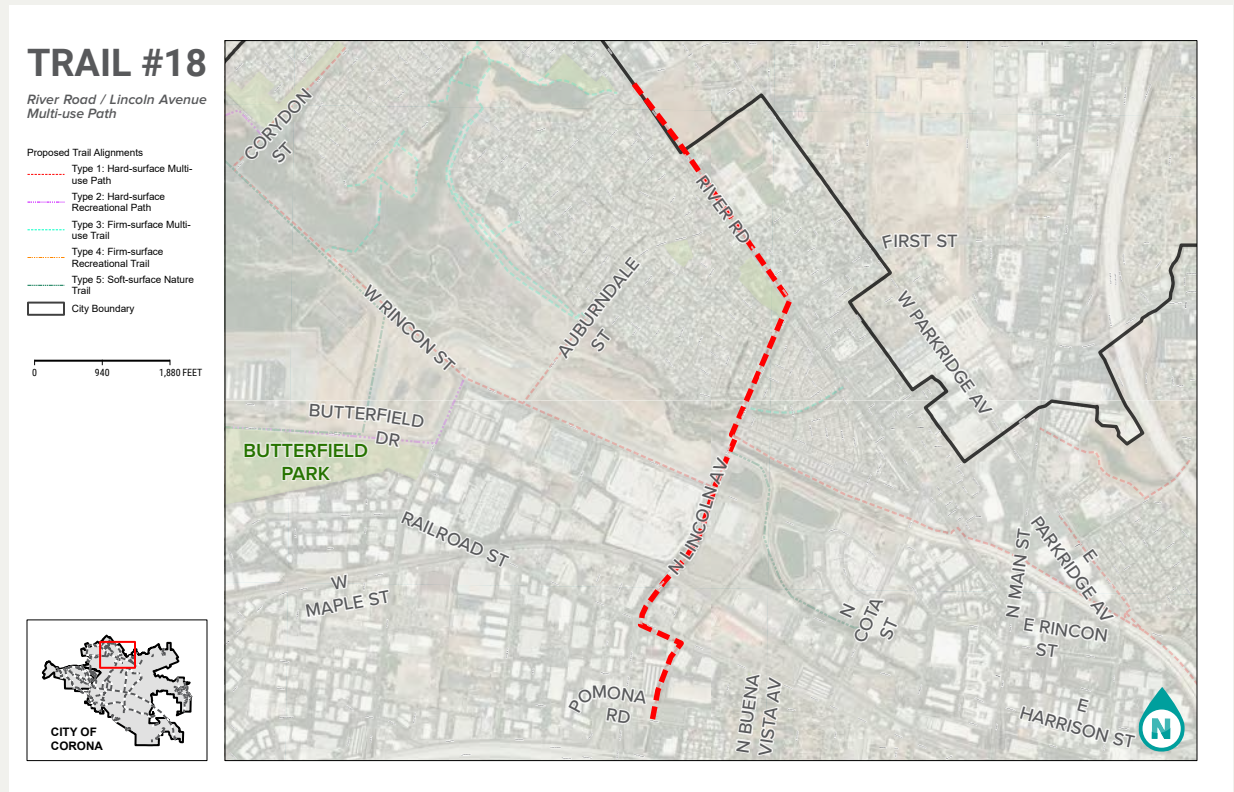 TRAIL #18
River Road / Lincoln Avenue
Multi-use Path
Proposed Trail Alignments
Type 1: Hard-surface Multi-
use Path
Type 2: Hard-surface
Recreational Path
Type 3: Firm-surface Multi-
use Trail
Type 4: Firm-surface
Recreational Trail
Type 5: Soft-surface Nature
Trail
City Boundary
0 940 1,880 FEET
CITY OF
CORONA
CORYDON
ST
RIVER RD
FIRST ST
AUBURNDALE
ST
W RINCON ST
W PARKRIDGE AV
BUTTERFIELD
DR
BUTTERFIELD
PARK
N LINCOLN AV
RAILROAD ST
W
MAPLE ST
N
COTA
ST
N MAIN ST
E
PARKRIDGE AV
E RINCON
ST
POMONA
RD
N BUENA
VISTA AV
E
HARRISON ST
N